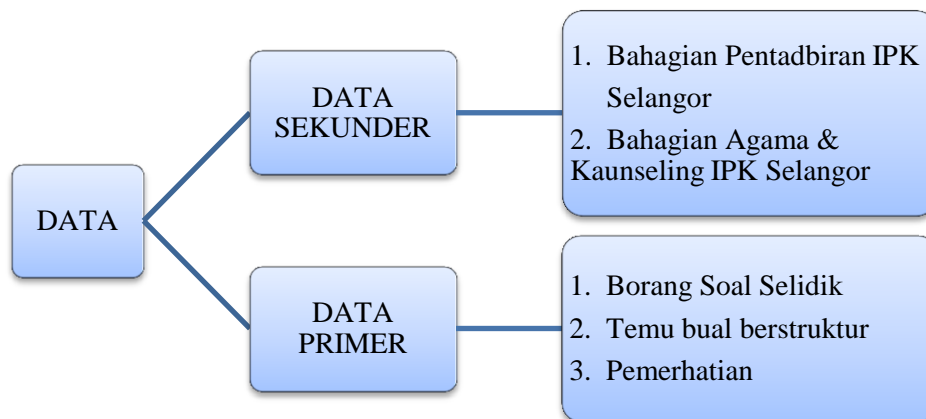 DATA
DATA
SEKUNDER
1. Bahagian Pentadbiran IPK
Selangor
2. Bahagian Agama &
Kaunseling IPK Selangor
DATA
PRIMER
1. Borang Soal Selidik
2. Temu bual berstruktur
3. Pemerhatian